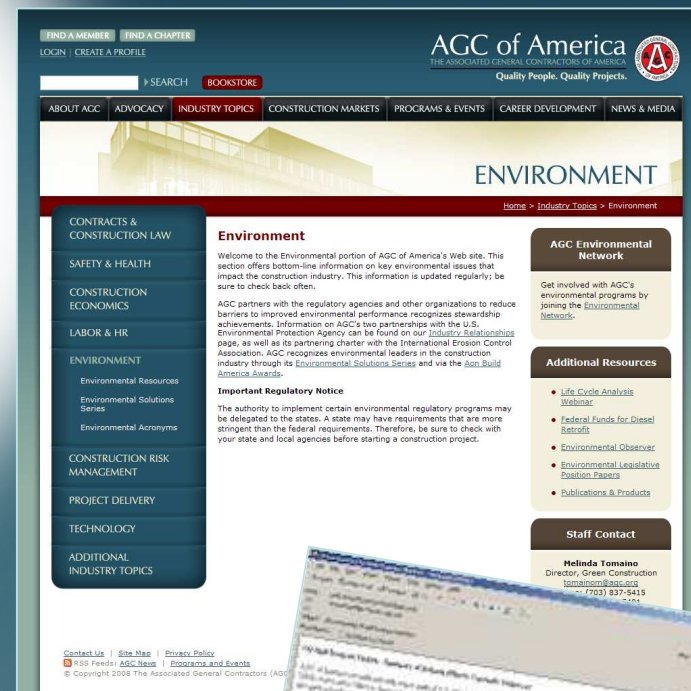 FIND A MEMBER FIND A CHAPTER
LOGIN | CREATE A PROFILE
SEARCH BOOKSTORE
AGC of America
THE ASSOCIATED GENERAL CONTRACTORS OF AMERICA
Quality People. Quality Projects.
ABOUT AGC ADVOCACY INDUSTRY TOPICS CONSTRUCTION MARKETS PROGRAMS & EVENTS CAREER DEVELOPMENT NEWS & MEDIA
ENVIRONMENT
Home > Industry Topics > Environment
CONTRACTS &
CONSTRUCTION LAW
SAFETY & HEALTH
CONSTRUCTION
ECONOMICS
LABOR & HR
ENVIRONMENT
Environmental Resources
Environmental Solutions
Series
Environmental Acronyms
CONSTRUCTION RISK
MANAGEMENT
PROJECT DELIVERY
TECHNOLOGY
ADDITIONAL
INDUSTRY TOPICS
Environment
Welcome to the Environmental portion of AGC of America's Web site. This
section offers bottom-line information on key environmental issues that
impact the construction industry. This information is updated regularly; be
sure to check back often.
AGC partners with the regulatory agencies and other organizations to reduce
barriers to improved environmental performance recognizes stewardship
achievements. Information on AGC's two partnerships with the U.S.
Environmental Protection Agency can be found on our Industry Relationships
page, as well as its partnering charter with the International Erosion Control
Association. AGC recognizes environmental leaders in the construction
industry through its Environmental Solutions Series and via the Aon Build
America Awards.
Important Regulatory Notice
The authority to implement certain environmental regulatory programs may
be delegated to the states. A state may have requirements that are more
stringent than the federal requirements. Therefore, be sure to check with
your state and local agencies before starting a construction project.
AGC Environmental
Network
Get involved with AGC's
environmental programs by
joining the Environmental
Network.
Additional Resources
Life Cycle Analysis
Webinar
Federal Funds for Diesel
Retrofit
Environmental Observer
Environmental Legislative
Position Papers
Publications & Products
Staff Contact
Melinda Tomaino
Director, Green Construction
tomainom@agc.org
(703) 837-5415
Contact Us | Site Map | Privacy Policy
RSS Feeds: AGC News | Programs and Events
© Copyright 2008 The Associated General Contractors (AGC